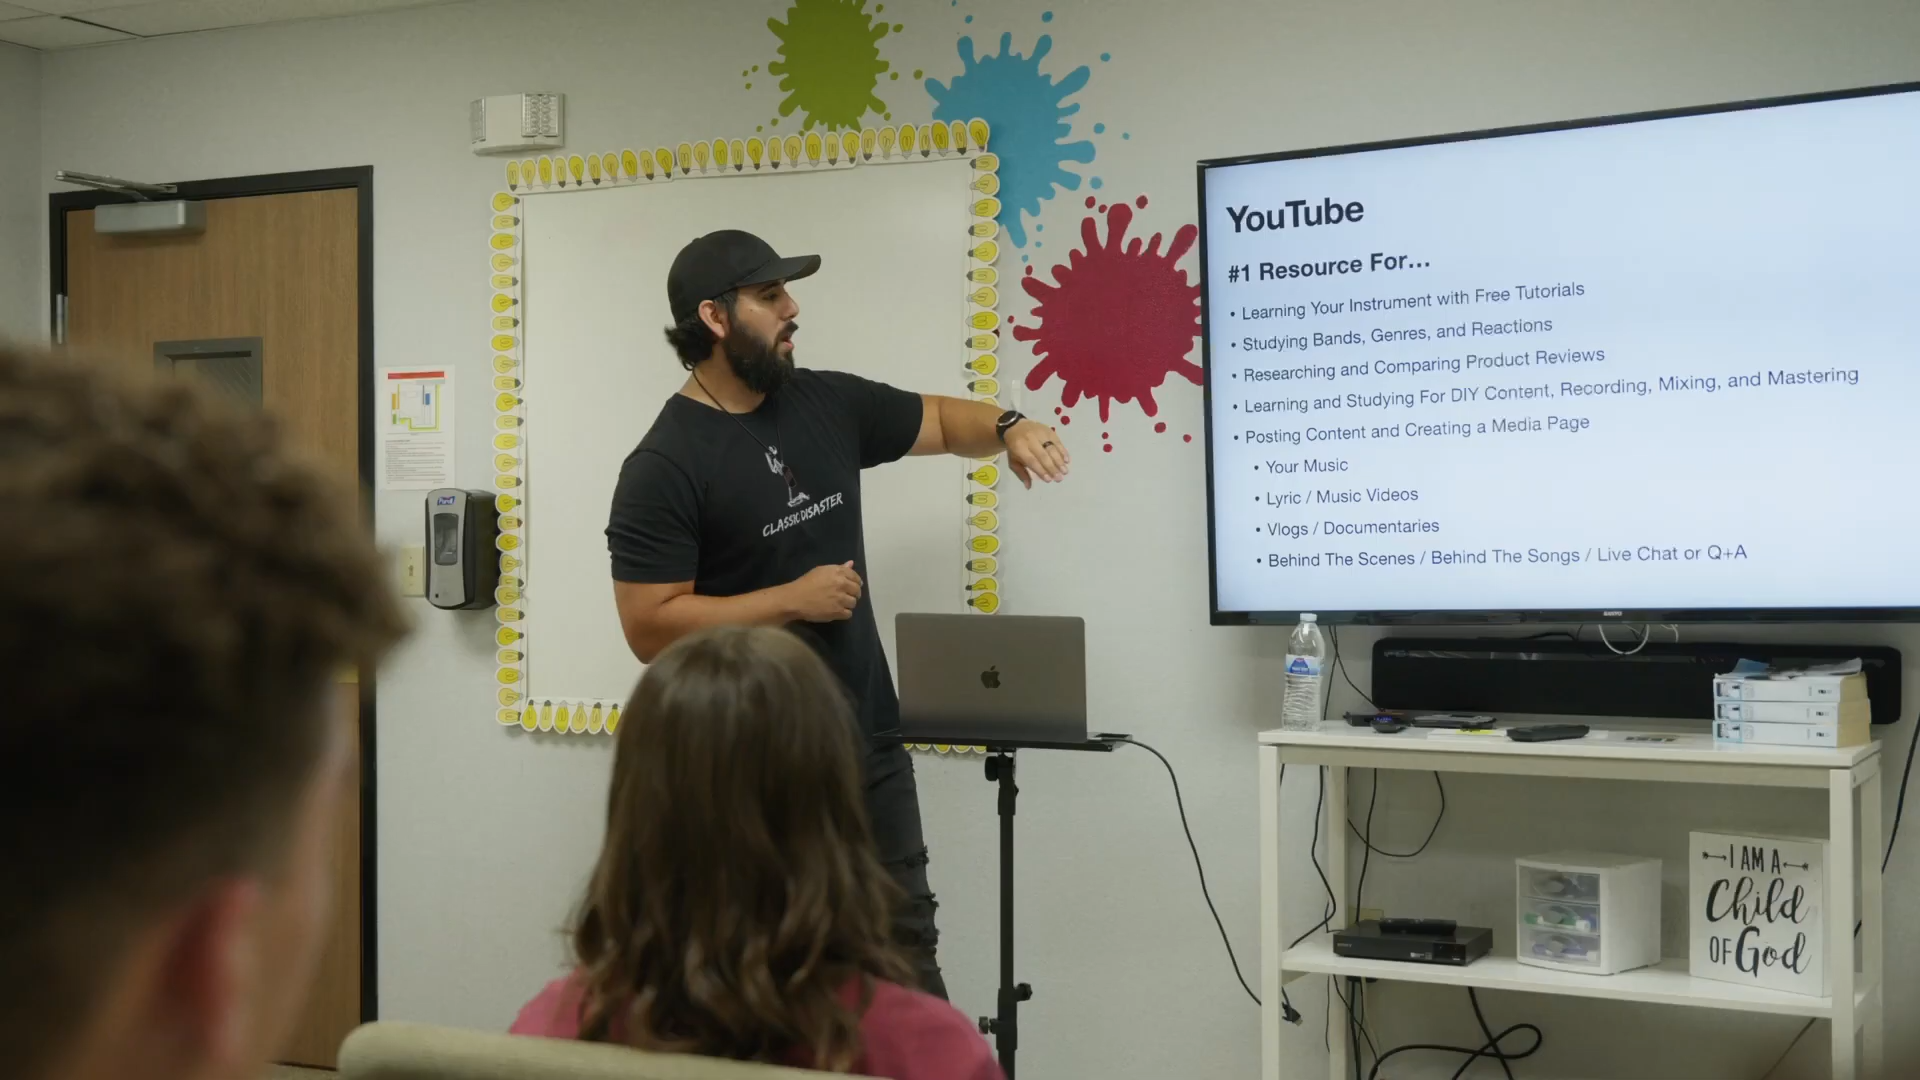 YouTube
#1 Resource For...
• Learning Your Instrument with Free Tutorials
• Studying Bands, Genres, and Reactions
• Researching and Comparing Product Reviews
• Learning and Studying For DIY Content, Recording, Mixing, and Mastering
• Posting Content and Creating a Media Page
• Your Music
• Lyric / Music Videos
• Vlogs / Documentaries
• Behind The Scenes / Behind The Songs / Live Chat or Q+A
CLASSIC DISASTER
I AM A
Child
OF God